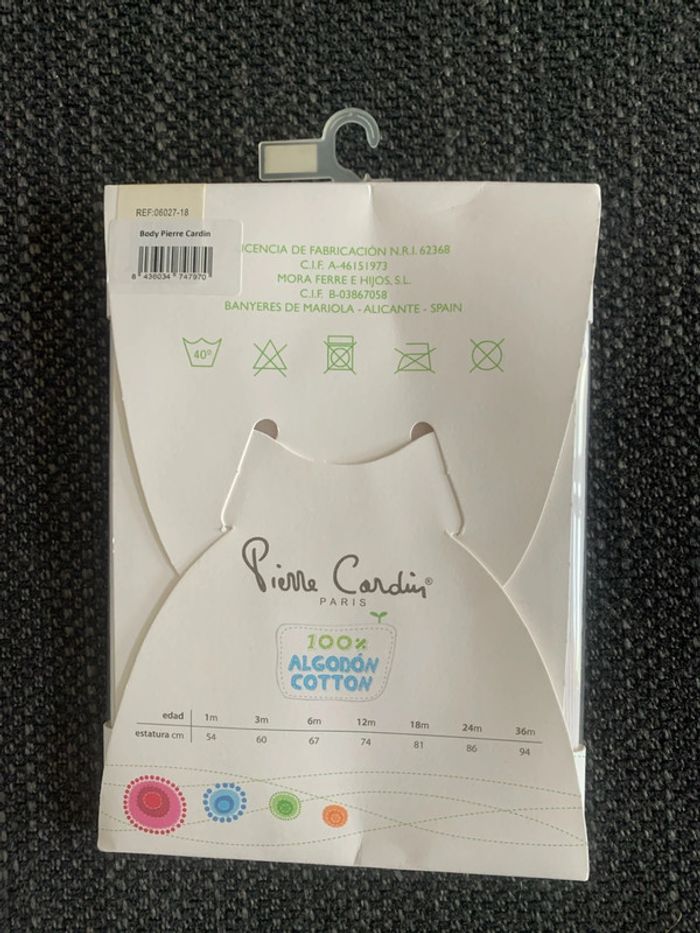 REF:06027-18
Body Pierre Cardin
8 436034 747970
ICENCIA DE FABRICACIÓN N.R.I. 62368
C.I.F. A-46151973
MORA FERRE E HIJOS, S.L.
C.I.F. B-03867058
BANYERES DE MARIOLA - ALICANTE - SPAIN
40º
Pierre Cardin®
PARIS
100%
ALGODÓN
COTTON
edad 1m 3m 6m 12m 18m 24m 36m
estatura cm 54 60 67 74 81 86 94